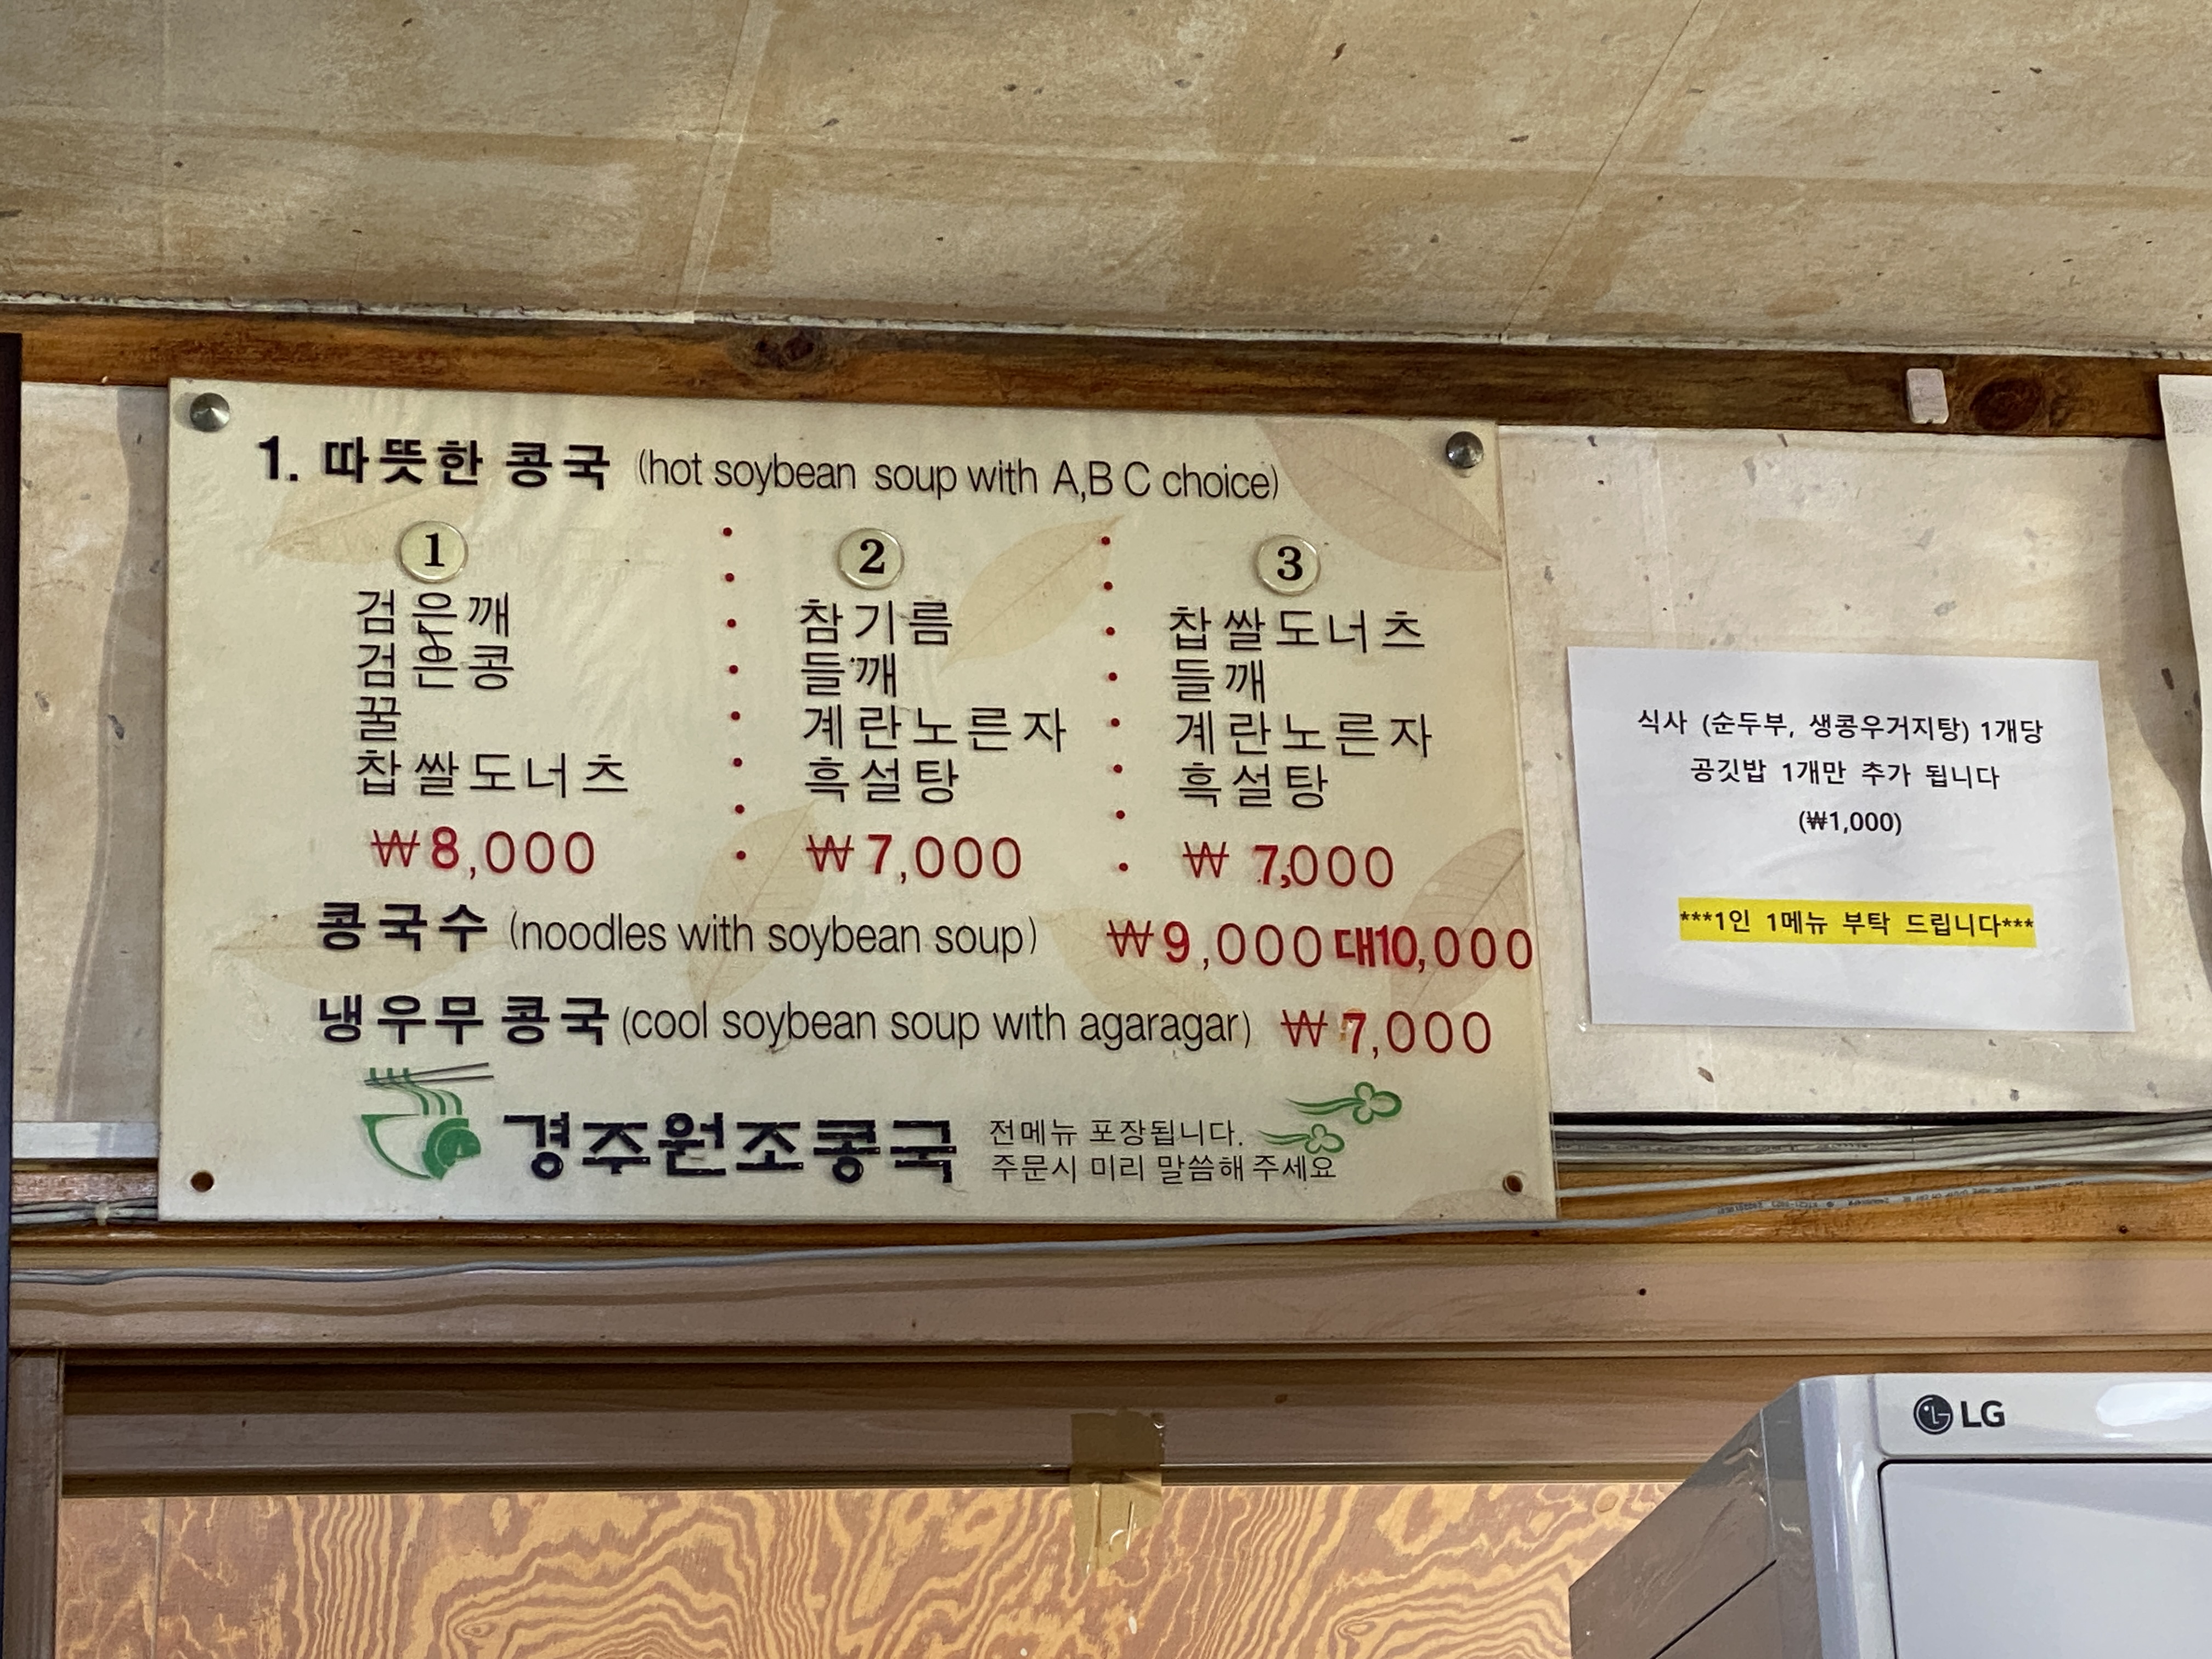 1. 따뜻한 콩국 (hot soybean soup with A,B C choice)
1
검은깨
검은콩
꿀
찹쌀도너츠
₩8,000
2
참기름
들깨
계란노른자
흑설탕
₩7,000
3
찹쌀도너츠
들깨
계란노른자
흑설탕
₩ 7,000
콩국수 (noodles with soybean soup) ₩9,000 대10,000
냉우무콩국 (cool soybean soup with agaragar) ₩7,000
경주원조콩국
전메뉴 포장됩니다.
주문시 미리 말씀해 주세요
식사 (순두부, 생콩우거지탕) 1개당
공깃밥 1개만 추가 됩니다
(₩1,000)
***1인 1메뉴 부탁 드립니다***
LG